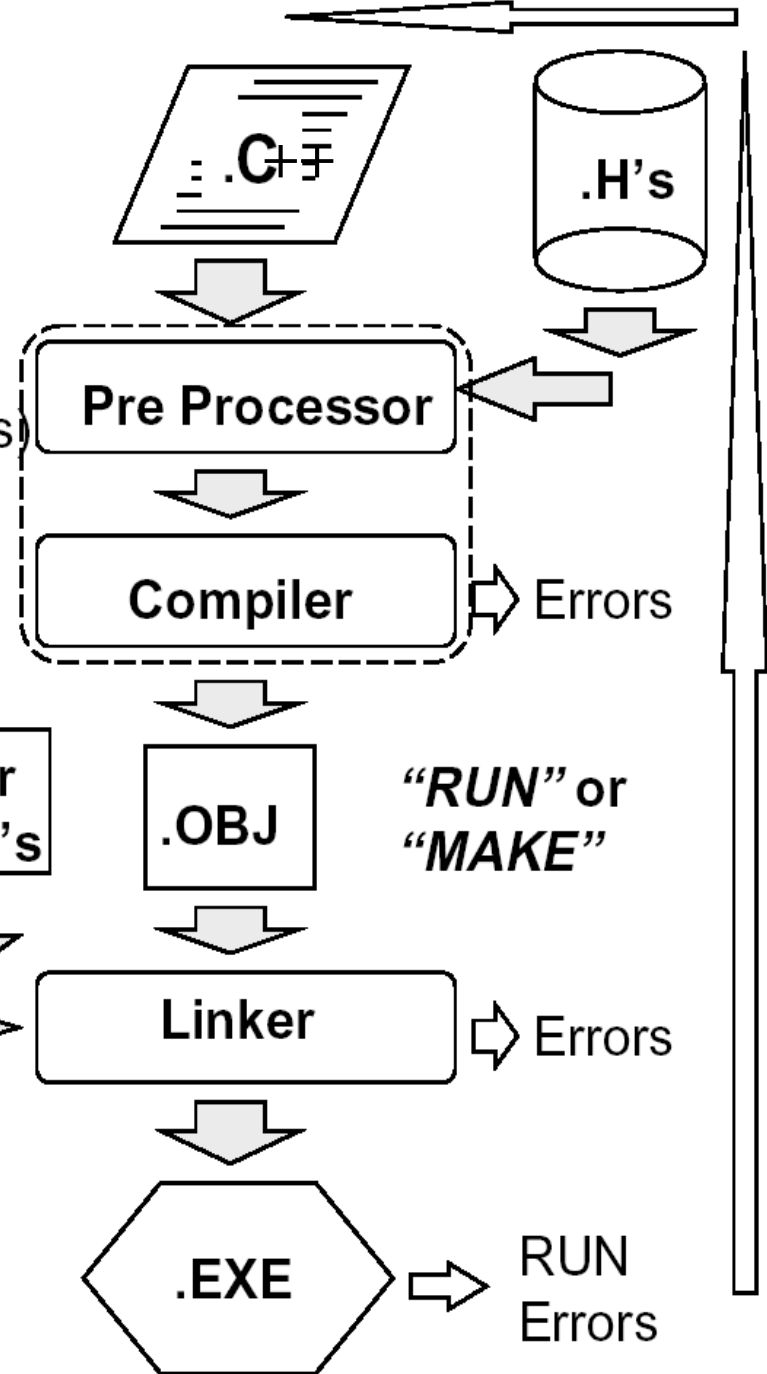 .C++
.H's
Pre Processor
s)
Compiler
Errors
r
's
.OBJ
“RUN” or
“MAKE”
Linker
Errors
.EXE
RUN
Errors